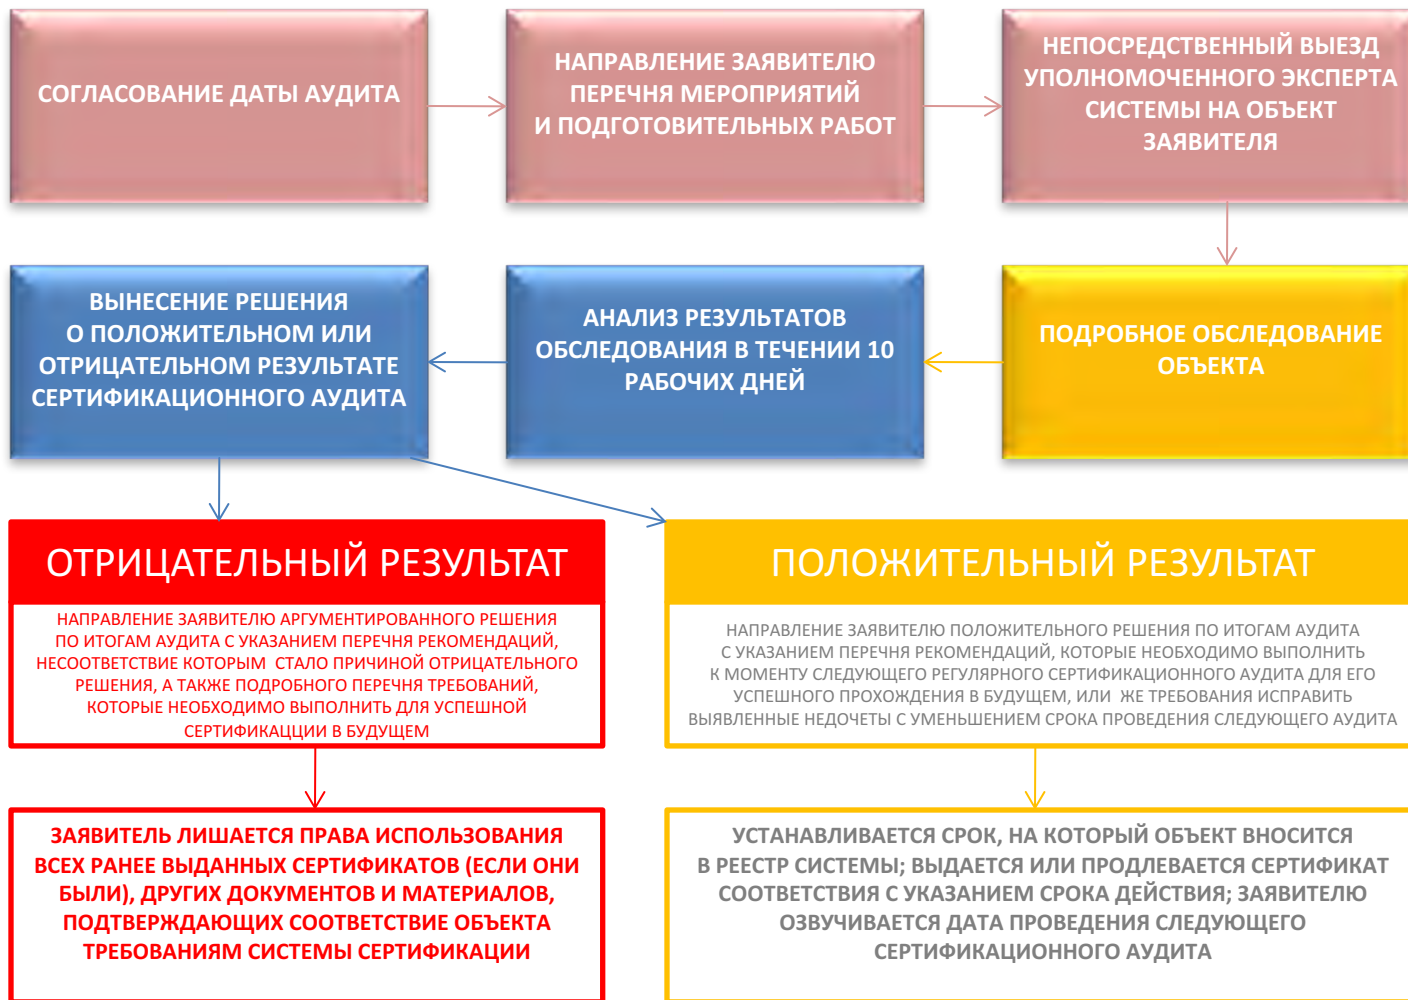 СОГЛАСОВАНИЕ ДАТЫ АУДИТА
НАПРАВЛЕНИЕ ЗАЯВИТЕЛЮ
ПЕРЕЧНЯ МЕРОПРИЯТИЙ
И ПОДГОТОВИТЕЛЬНЫХ РАБОТ
НЕПОСРЕДСТВЕННЫЙ ВЫЕЗД
УПОЛНОМОЧЕННОГО ЭКСПЕРТА
СИСТЕМЫ НА ОБЪЕКТ
ЗАЯВИТЕЛЯ
ПОДРОБНОЕ ОБСЛЕДОВАНИЕ
ОБЪЕКТА
АНАЛИЗ РЕЗУЛЬТАТОВ
ОБСЛЕДОВАНИЯ В ТЕЧЕНИИ 10
РАБОЧИХ ДНЕЙ
ВЫНЕСЕНИЕ РЕШЕНИЯ
О ПОЛОЖИТЕЛЬНОМ ИЛИ
ОТРИЦАТЕЛЬНОМ РЕЗУЛЬТАТЕ
СЕРТИФИКАЦИОННОГО АУДИТА
ОТРИЦАТЕЛЬНЫЙ РЕЗУЛЬТАТ
НАПРАВЛЕНИЕ ЗАЯВИТЕЛЮ АРГУМЕНТИРОВАННОГО РЕШЕНИЯ
ПО ИТОГАМ АУДИТА С УКАЗАНИЕМ ПЕРЕЧНЯ РЕКОМЕНДАЦИЙ,
НЕСООТВЕТСТВИЕ КОТОРЫМ СТАЛО ПРИЧИНОЙ ОТРИЦАТЕЛЬНОГО
РЕШЕНИЯ, А ТАКЖЕ ПОДРОБНОГО ПЕРЕЧНЯ ТРЕБОВАНИЙ,
КОТОРЫЕ НЕОБХОДИМО ВЫПОЛНИТЬ ДЛЯ УСПЕШНОЙ
СЕРТИФИКАЦЦИИ В БУДУЩЕМ
ЗАЯВИТЕЛЬ ЛИШАЕТСЯ ПРАВА ИСПОЛЬЗОВАНИЯ
ВСЕХ РАНЕЕ ВЫДАННЫХ СЕРТИФИКАТОВ (ЕСЛИ ОНИ
БЫЛИ), ДРУГИХ ДОКУМЕНТОВ И МАТЕРИАЛОВ,
ПОДТВЕРЖДАЮЩИХ СООТВЕТСТВИЕ ОБЪЕКТА
ТРЕБОВАНИЯМ СИСТЕМЫ СЕРТИФИКАЦИИ
ПОЛОЖИТЕЛЬНЫЙ РЕЗУЛЬТАТ
НАПРАВЛЕНИЕ ЗАЯВИТЕЛЮ ПОЛОЖИТЕЛЬНОГО РЕШЕНИЯ ПО ИТОГАМ АУДИТА
С УКАЗАНИЕМ ПЕРЕЧНЯ РЕКОМЕНДАЦИЙ, КОТОРЫЕ НЕОБХОДИМО ВЫПОЛНИТЬ
К МОМЕНТУ СЛЕДУЮЩЕГО РЕГУЛЯРНОГО СЕРТИФИКАЦИОННОГО АУДИТА ДЛЯ ЕГО
УСПЕШНОГО ПРОХОЖДЕНИЯ В БУДУЩЕМ, ИЛИ ЖЕ ТРЕБОВАНИЯ ИСПРАВИТЬ
ВЫЯВЛЕННЫЕ НЕДОЧЕТЫ С УМЕНЬШЕНИЕМ СРОКА ПРОВЕДЕНИЯ СЛЕДУЮЩЕГО АУДИТА
УСТАНАВЛИВАЕТСЯ СРОК, НА КОТОРЫЙ ОБЪЕКТ ВНОСИТСЯ
В РЕЕСТР СИСТЕМЫ; ВЫДАЕТСЯ ИЛИ ПРОДЛЕВАЕТСЯ СЕРТИФИКАТ
СООТВЕТСТВИЯ С УКАЗАНИЕМ СРОКА ДЕЙСТВИЯ; ЗАЯВИТЕЛЮ
ОЗВУЧИВАЕТСЯ ДАТА ПРОВЕДЕНИЯ СЛЕДУЮЩЕГО
СЕРТИФИКАЦИОННОГО АУДИТА